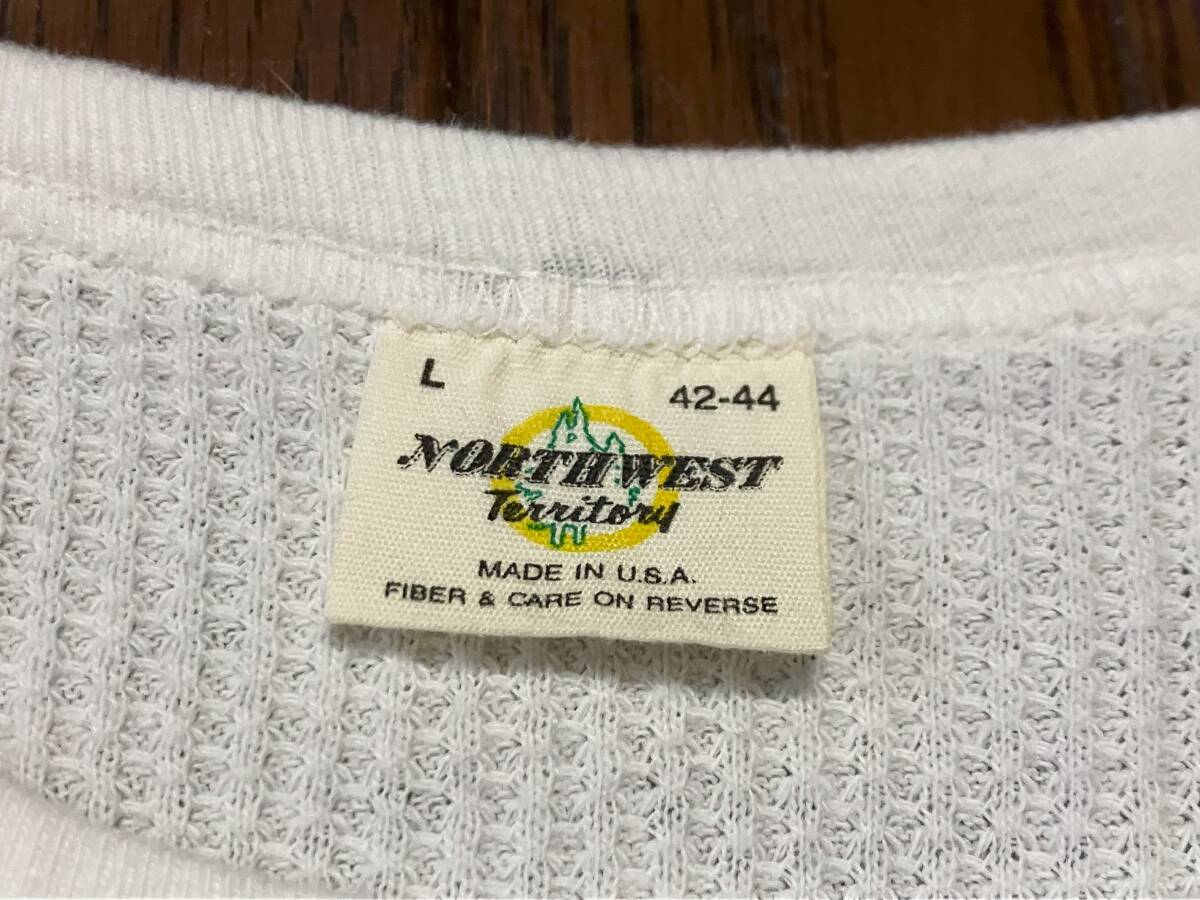 L 42-44
NORTHWEST
Territory
MADE IN U.S.A.
FIBER & CARE ON REVERSE